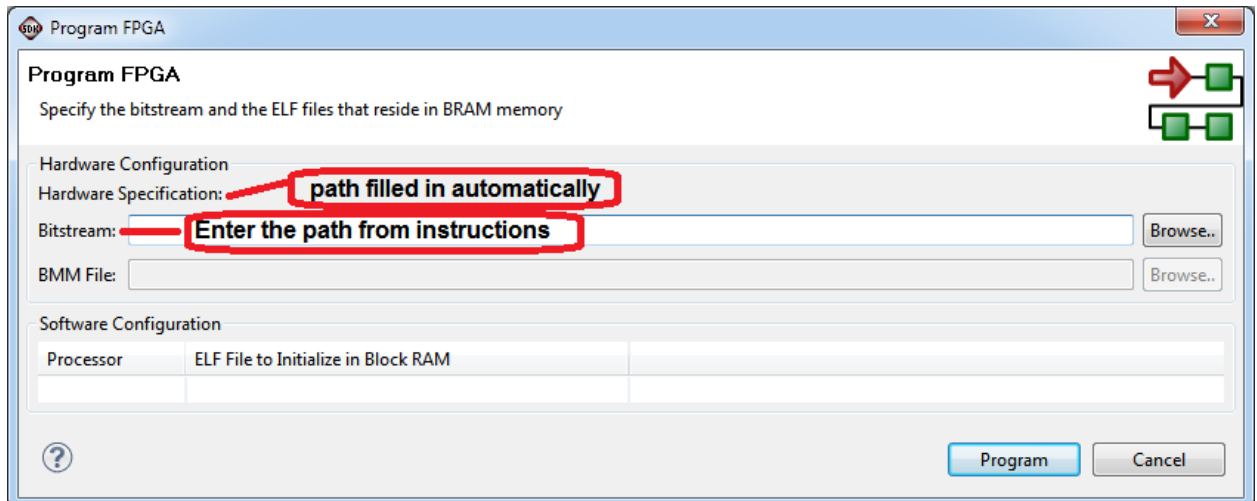 SDK Program FPGA
Program FPGA
Specify the bitstream and the ELF files that reside in BRAM memory
Hardware Configuration
Hardware Specification: path filled in automatically
Bitstream: Enter the path from instructions Browse..
BMM File: Browse..
Software Configuration
Processor ELF File to Initialize in Block RAM
? Program Cancel